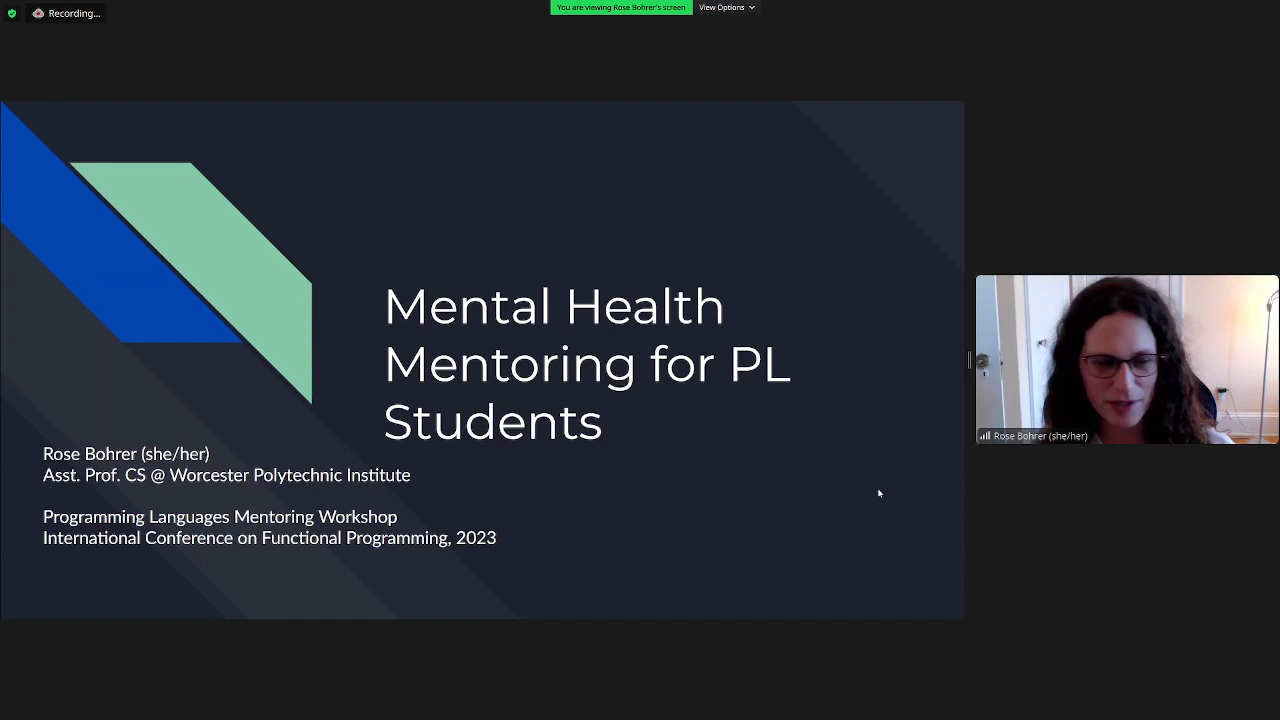 Recording...
You are viewing Rose Bohrer's screen
View Options
Mental Health
Mentoring for PL
Students
Rose Bohrer (she/her)
Asst. Prof. CS @ Worcester Polytechnic Institute
Programming Languages Mentoring Workshop
International Conference on Functional Programming, 2023
Rose Bohrer (she/her)